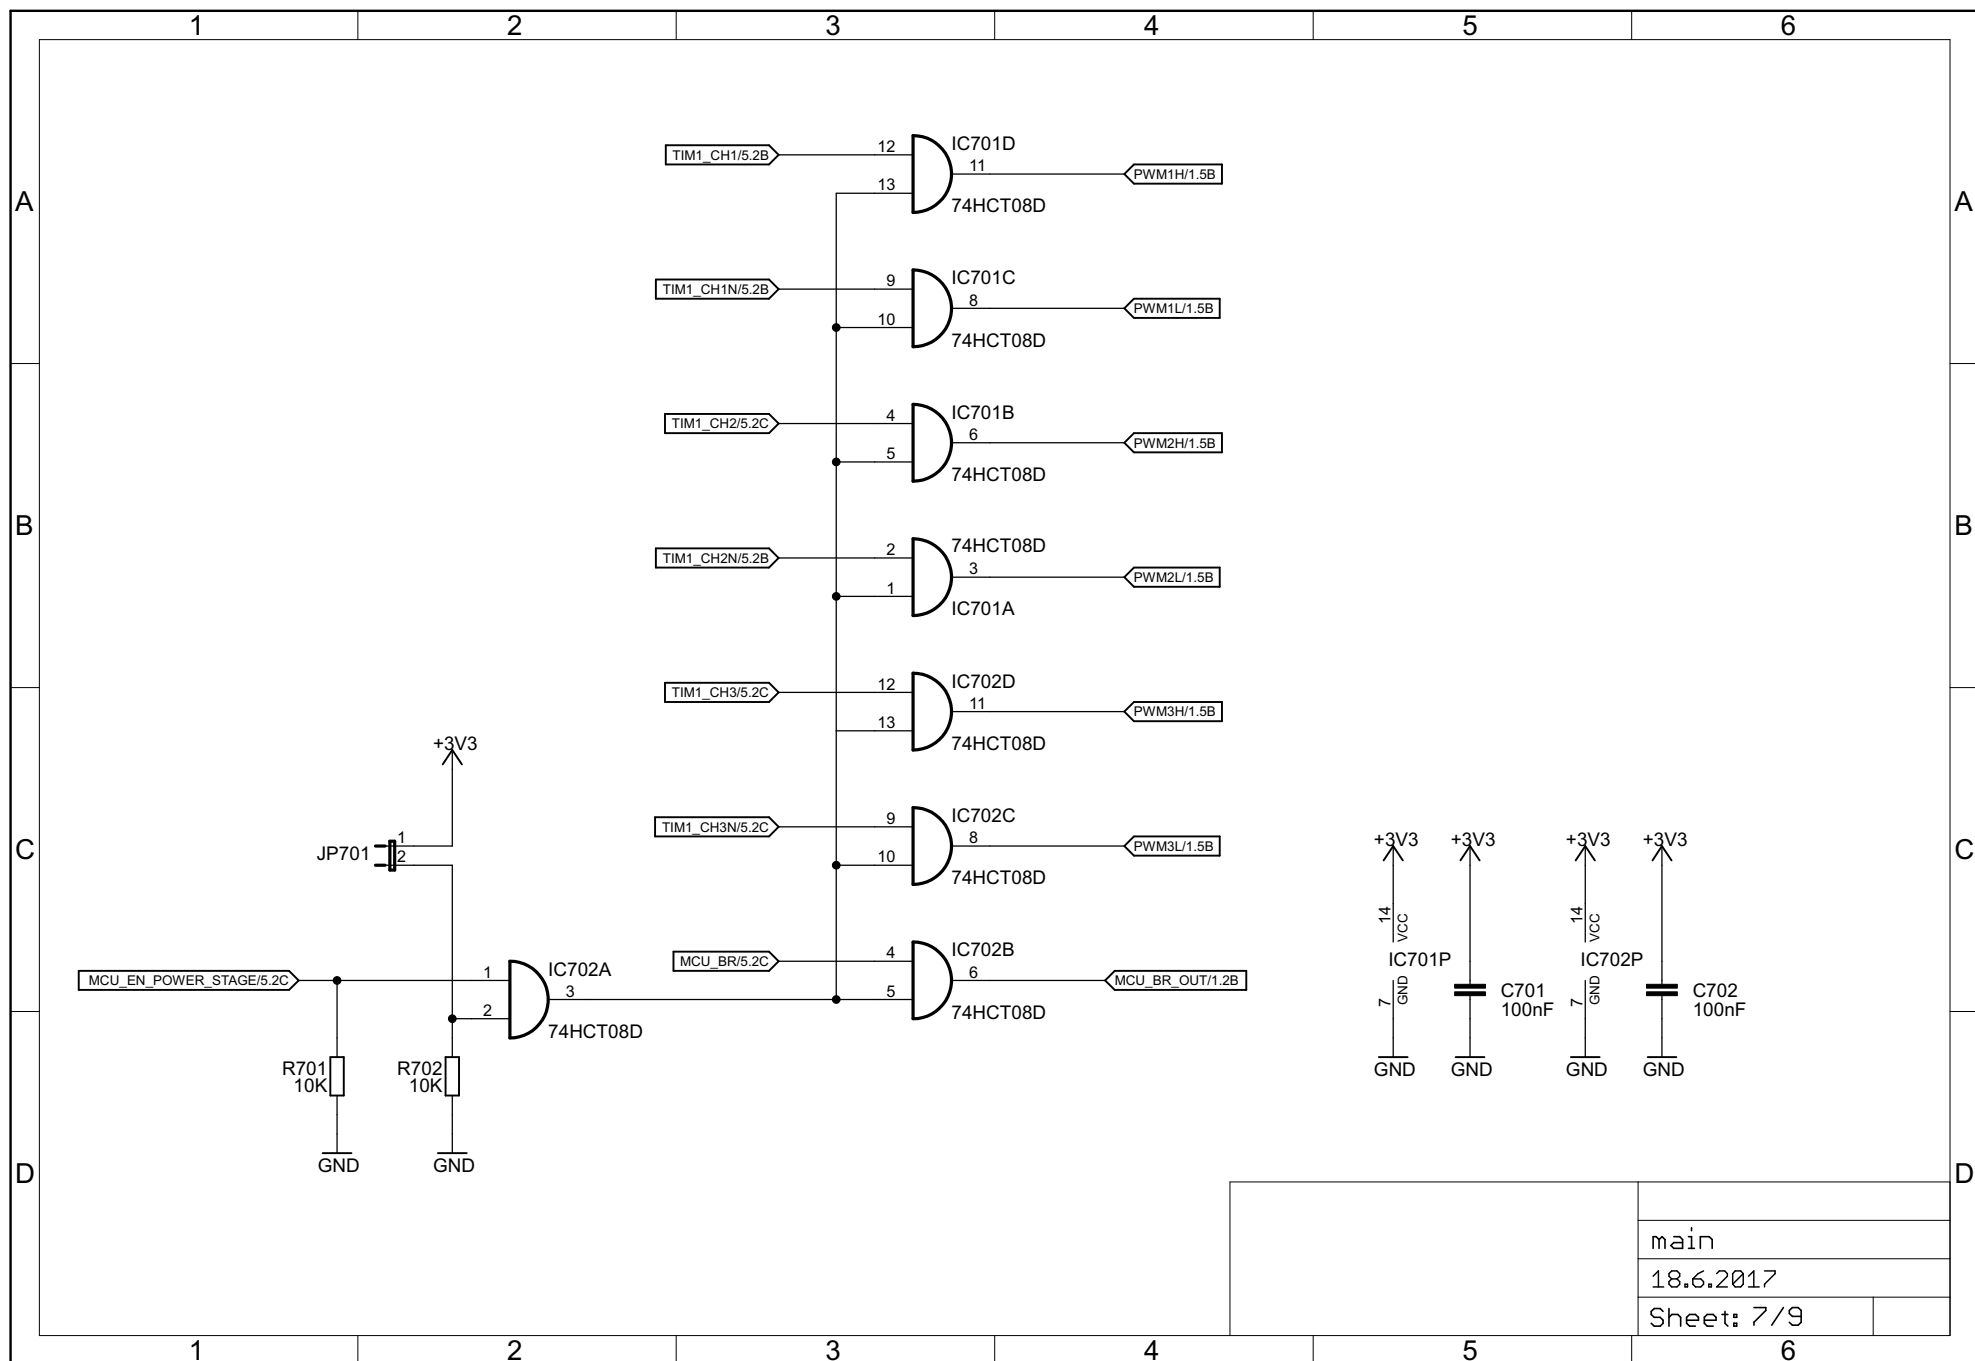 1 2 3 4 5 6
A A
B B
C C
D D
TIM1_CH1/5.2B 12 13 IC701D 11 74HCT08D PWM1H/1.5B
TIM1_CH1N/5.2B 9 10 IC701C 8 74HCT08D PWM1L/1.5B
TIM1_CH2/5.2C 4 5 IC701B 6 74HCT08D PWM2H/1.5B
TIM1_CH2N/5.2B 2 1 74HCT08D 3 IC701A PWM2L/1.5B
TIM1_CH3/5.2C 12 13 IC702D 11 74HCT08D PWM3H/1.5B
TIM1_CH3N/5.2C 9 10 IC702C 8 74HCT08D PWM3L/1.5B
MCU_BR/5.2C 4 5 IC702B 6 74HCT08D MCU_BR_OUT/1.2B
+3V3
JP701 1 2
MCU_EN_POWER_STAGE/5.2C 1 2 IC702A 3 74HCT08D
R701 10K
R702 10K
GND GND
+3V3 +3V3 +3V3 +3V3
14 VCC 14 VCC
IC701P IC702P
7 GND 7 GND
C701 100nF
C702 100nF
GND GND GND GND
main
18.6.2017
Sheet: 7/9
1 2 3 4 5 6